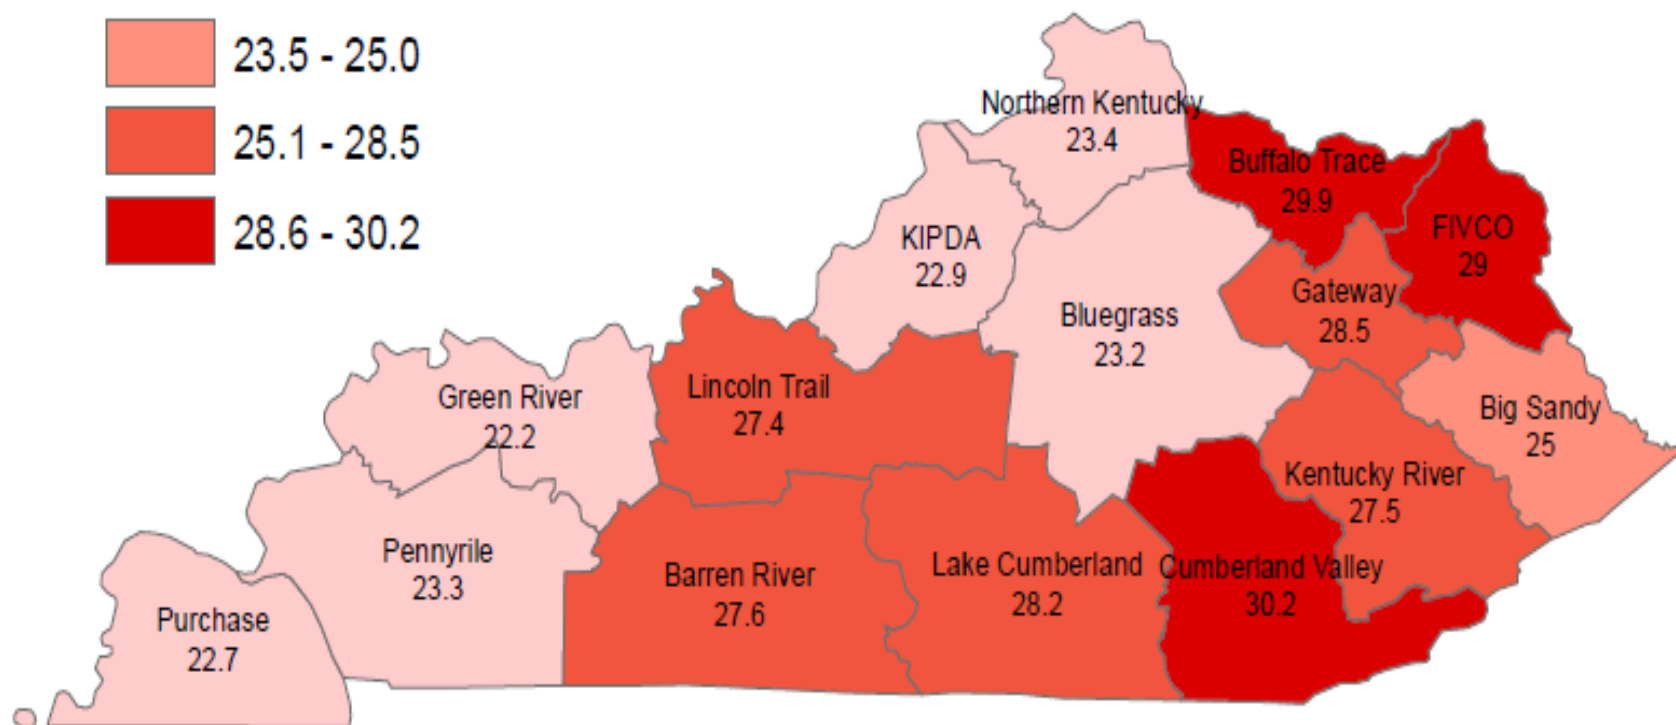 23.5 - 25.0
25.1 - 28.5
28.6 - 30.2
Northern Kentucky
23.4
Buffalo Trace
29.9
FIVCO
29
KIPDA
22.9
Gateway
28.5
Bluegrass
23.2
Lincoln Trail
27.4
Green River
22.2
Big Sandy
25
Kentucky River
27.5
Pennyrile
23.3
Barren River
27.6
Lake Cumberland
28.2
Cumberland Valley
30.2
Purchase
22.7